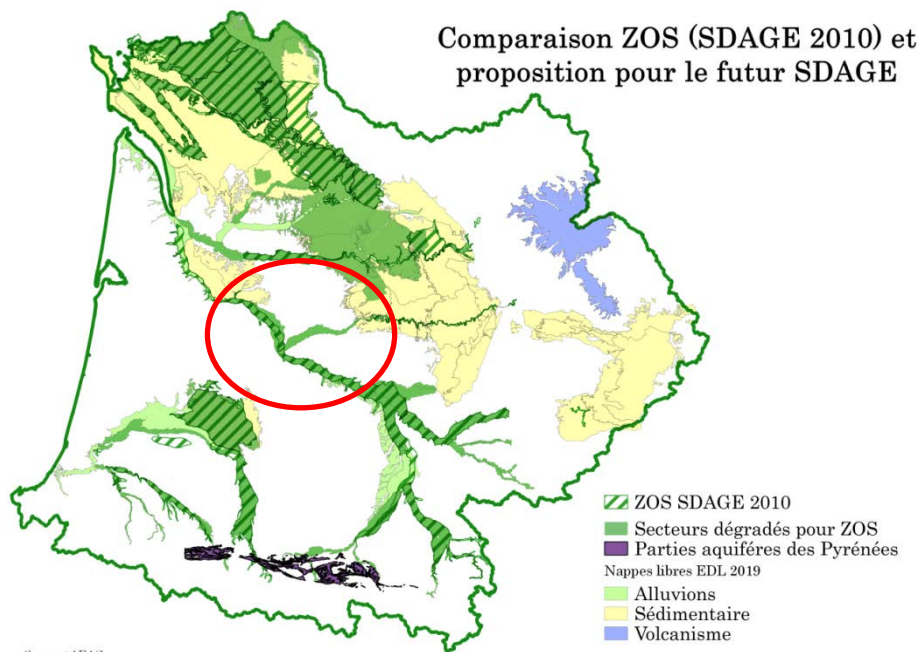 Comparaison ZOS (SDAGE 2010) et
proposition pour le futur SDAGE
ZOS SDAGE 2010
Secteurs dégradés pour ZOS
Parties aquiféres des Pyrénées
Nappes libres EDL 2019
Alluvions
Sédimentaire
Volcanisme